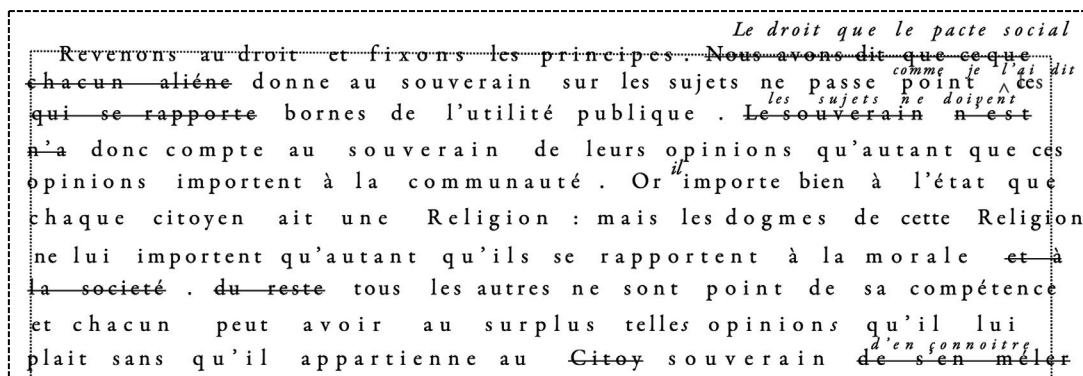 Le droit que le pacte social
Revenons au droit et fixons les principes. Nous avons dit que ceque
chacun aliéne donne au souverain sur les sujets ne passe point ces
comme je l'ai dit
^
qui se rapporte bornes de l'utilité publique . Le souverain n'est
les sujets ne doivent
n'a donc compte au souverain de leurs opinions qu'autant que ces
opinions importent à la communauté . Or il importe bien à l'état que
chaque citoyen ait une Religion : mais les dogmes de cette Religion
ne lui importent qu'autant qu'ils se rapportent à la morale et à
la societé . du reste tous les autres ne sont point de sa compétence
et chacun peut avoir au surplus telles opinions qu'il lui
plait sans qu'il appartienne au Citoy souverain de s'en méler
d'en connoitre